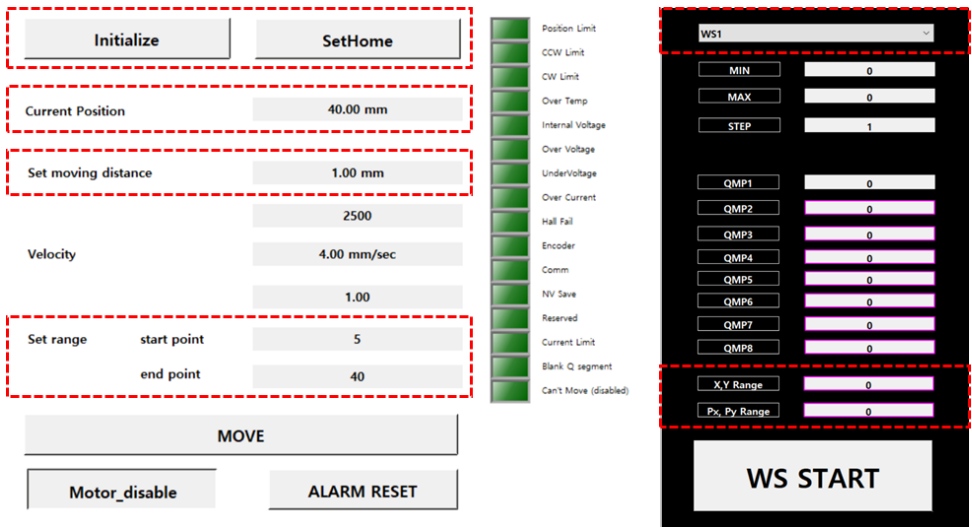 Initialize
SetHome
Current Position
40.00 mm
Set moving distance
1.00 mm
2500
Velocity
4.00 mm/sec
1.00
Set range
start point
5
end point
40
MOVE
Motor_disable
ALARM RESET
Position Limit
CCW Limit
CW Limit
Over Temp
Internal Voltage
Over Voltage
UnderVoltage
Over Current
Hall Fail
Encoder
Comm
NV Save
Reserved
Current Limit
Blank Q segment
Can't Move (disabled)
WS1
MIN 0
MAX 0
STEP 1
QMP1 0
QMP2 0
QMP3 0
QMP4 0
QMP5 0
QMP6 0
QMP7 0
QMP8 0
X,Y Range 0
Px, Py Range 0
WS START